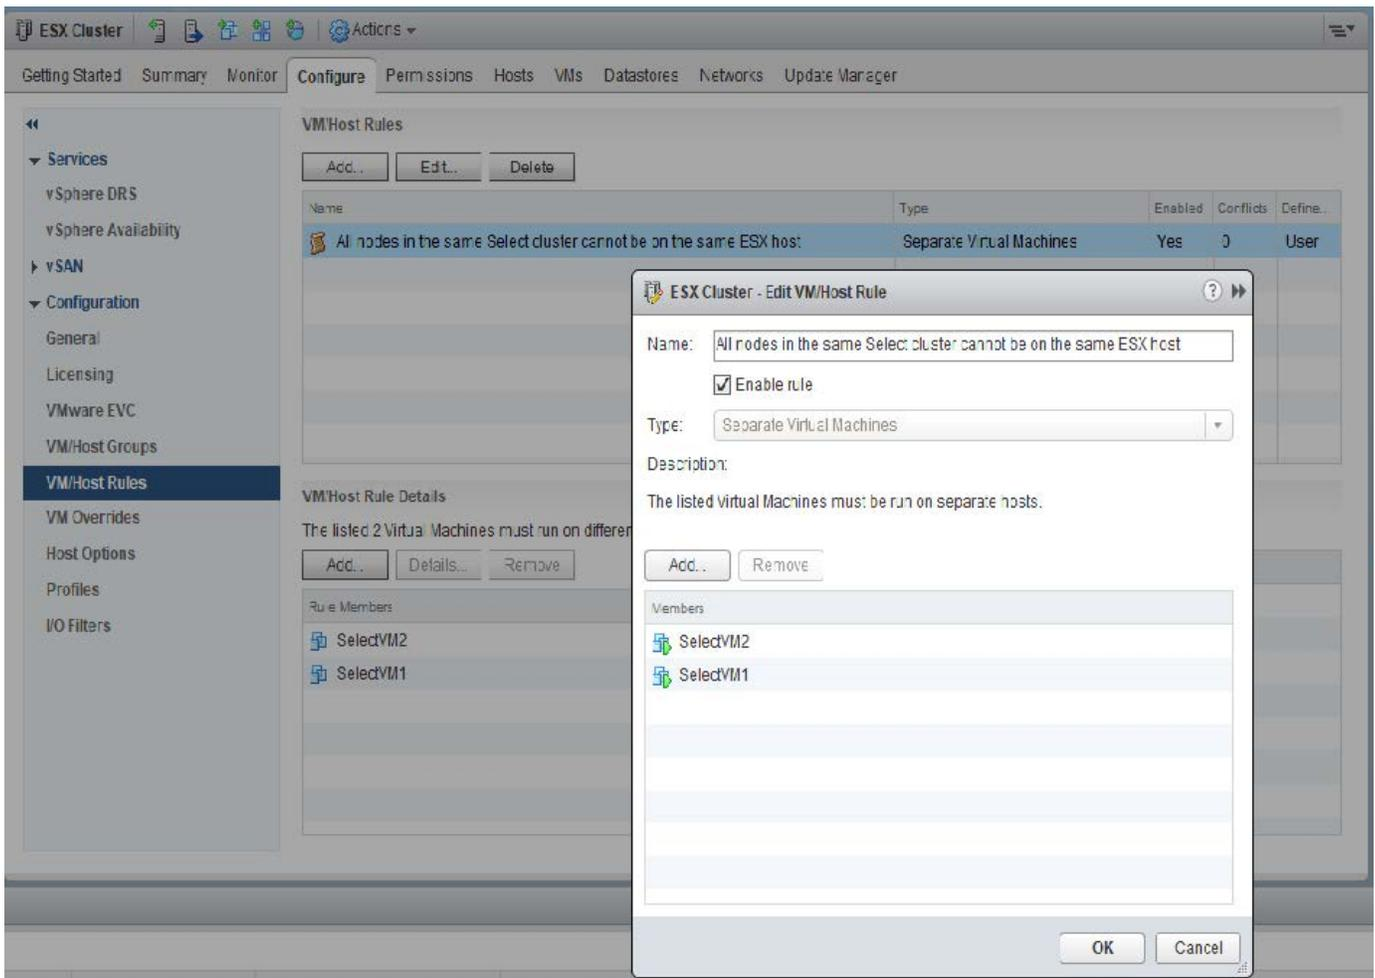 ESX Cluster
Actions
Getting Started Summary Monitor Configure Permissions Hosts VMs Datastores Networks Update Manager
Services
vSphere DRS
vSphere Availability
vSAN
Configuration
General
Licensing
VMware EVC
VM/Host Groups
VM/Host Rules
VM Overrides
Host Options
Profiles
I/O Filters
VM/Host Rules
Add... Edit... Delete
Name Type Enabled Conflicts Define...
All nodes in the same Select cluster cannot be on the same ESX host Separate Virtual Machines Yes 0 User
VM/Host Rule Details
The listed 2 Virtual Machines must run on differen
Add... Details... Remove
Rule Members
SelectVM2
SelectVM1
ESX Cluster - Edit VM/Host Rule
?
Name: All nodes in the same Select cluster cannot be on the same ESX host
Enable rule
Type: Separate Virtual Machines
Description:
The listed Virtual Machines must be run on separate hosts.
Add... Remove
Members
SelectVM2
SelectVM1
OK Cancel